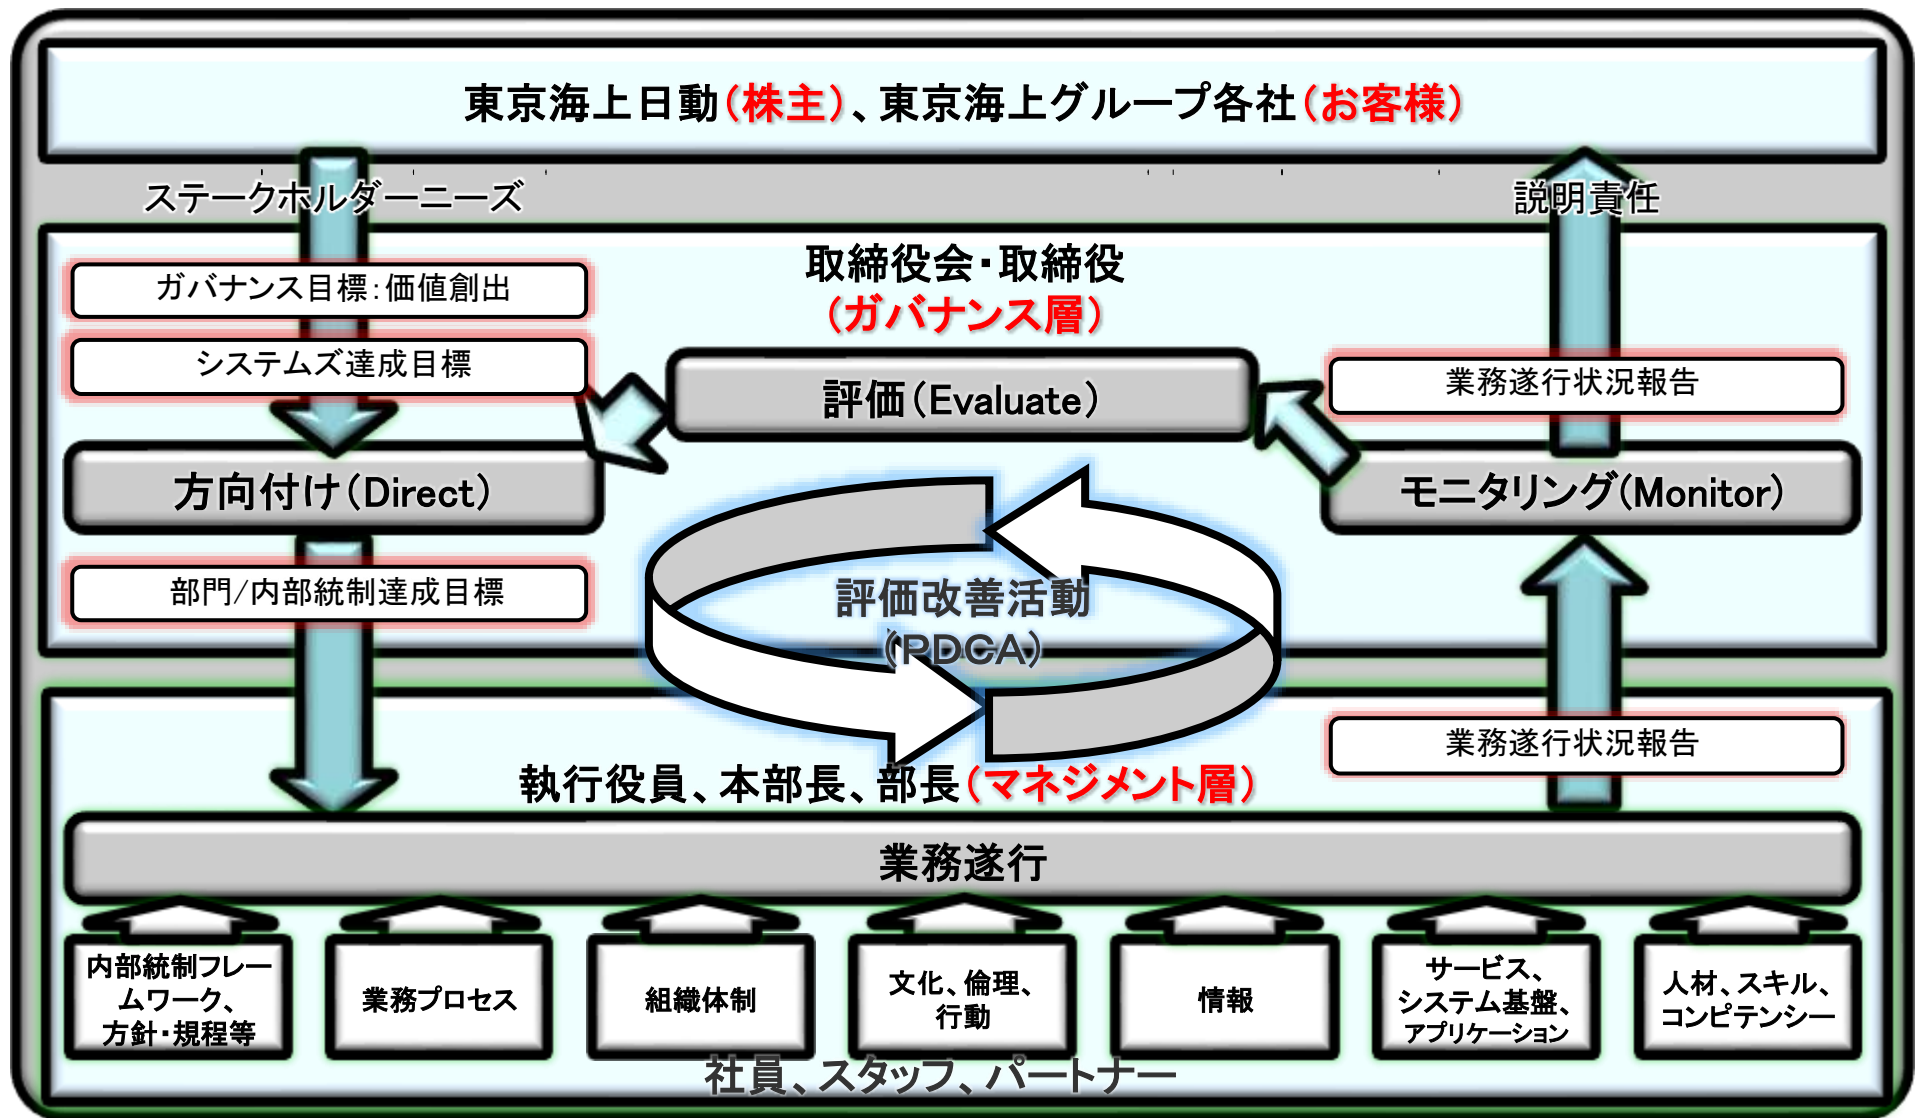 東京海上日動(株主)、東京海上グループ各社(お客様)
ステークホルダーニーズ
説明責任
取締役会・取締役
(ガバナンス層)
ガバナンス目標:価値創出
システムズ達成目標
評価(Evaluate)
業務遂行状況報告
方向付け(Direct)
モニタリング(Monitor)
部門/内部統制達成目標
評価改善活動
(PDCA)
業務遂行状況報告
執行役員、本部長、部長(マネジメント層)
業務遂行
内部統制フレー
ムワーク、
方針・規程等
業務プロセス
組織体制
文化、倫理、
行動
情報
サービス、
システム基盤、
アプリケーション
人材、スキル、
コンピテンシー
社員、スタッフ、パートナー